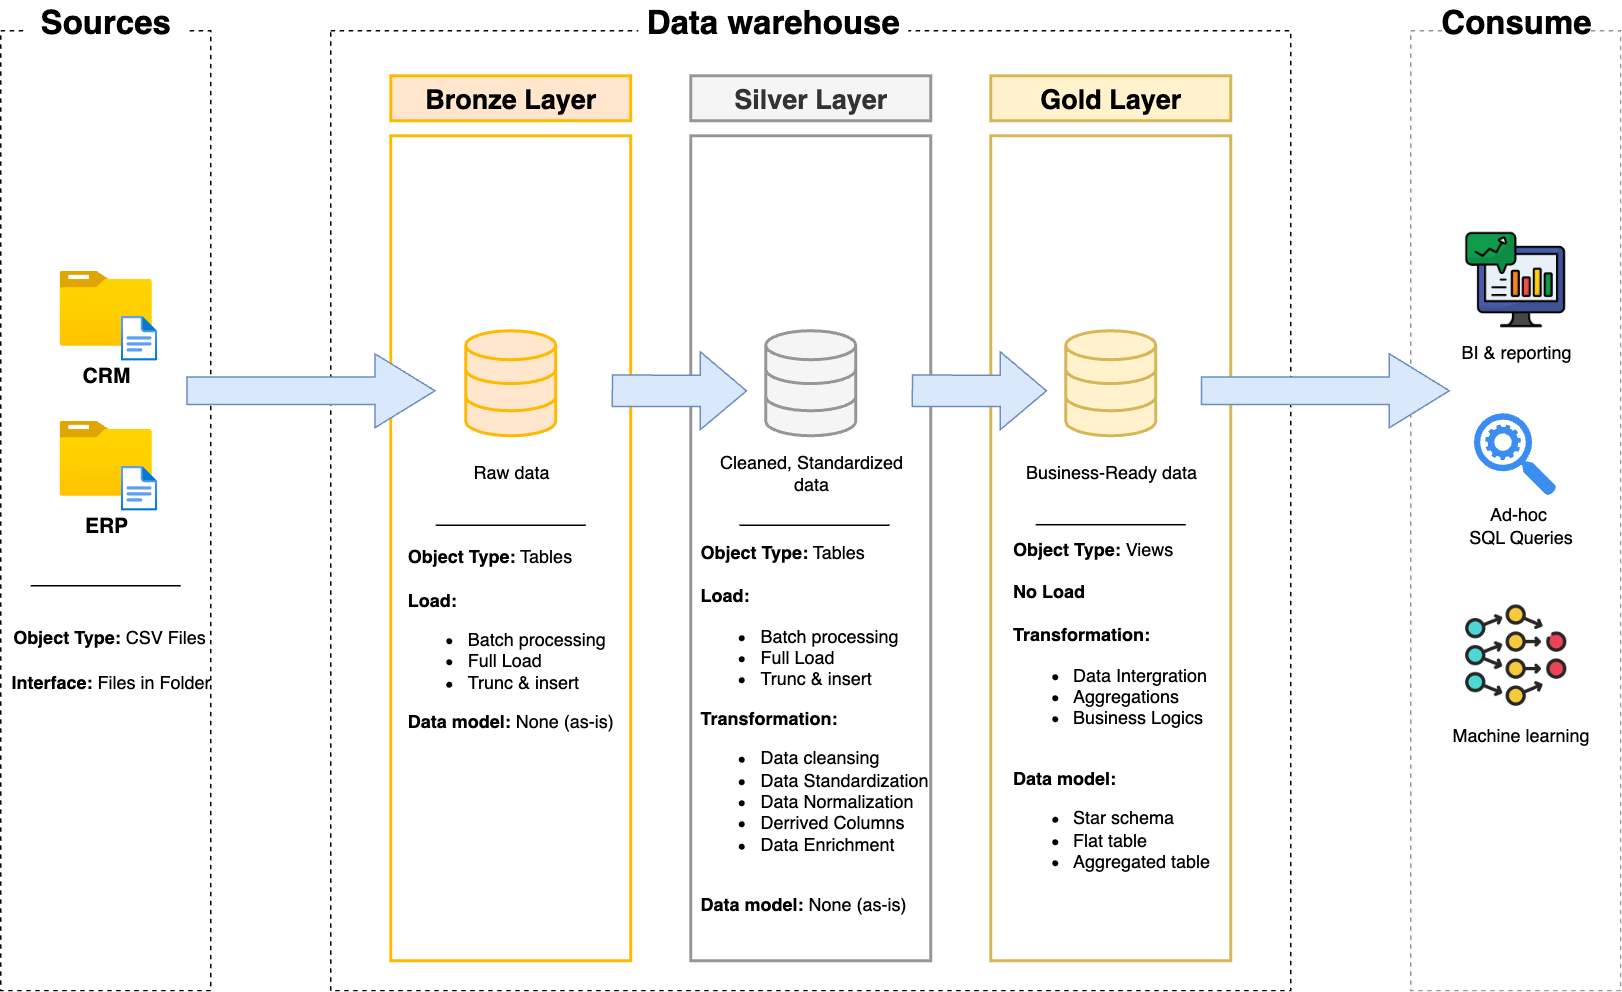 Sources
CRM
ERP
Object Type: CSV Files
Interface: Files in Folder
Data warehouse
Bronze Layer
Raw data
Object Type: Tables
Load:
• Batch processing
• Full Load
• Trunc & insert
Data model: None (as-is)
Silver Layer
Cleaned, Standardized
data
Object Type: Tables
Load:
• Batch processing
• Full Load
• Trunc & insert
Transformation:
• Data cleansing
• Data Standardization
• Data Normalization
• Derrived Columns
• Data Enrichment
Data model: None (as-is)
Gold Layer
Business-Ready data
Object Type: Views
No Load
Transformation:
• Data Intergration
• Aggregations
• Business Logics
Data model:
• Star schema
• Flat table
• Aggregated table
Consume
BI & reporting
Ad-hoc
SQL Queries
Machine learning